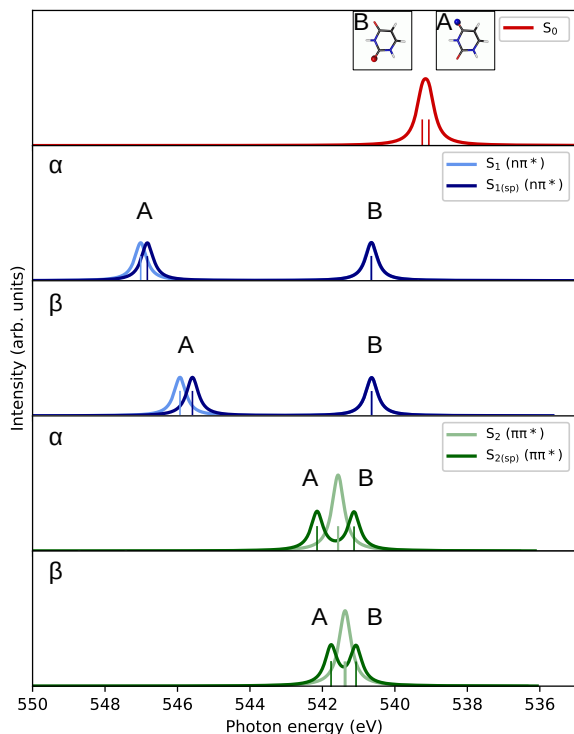 B A
S0
α
S1 (nπ*)
S1(sp) (nπ*)
A B
β
A B
Intensity (arb. units)
α
S2 (ππ*)
S2(sp) (ππ*)
A B
β
A B
550 548 546 544 542 540 538 536
Photon energy (eV)